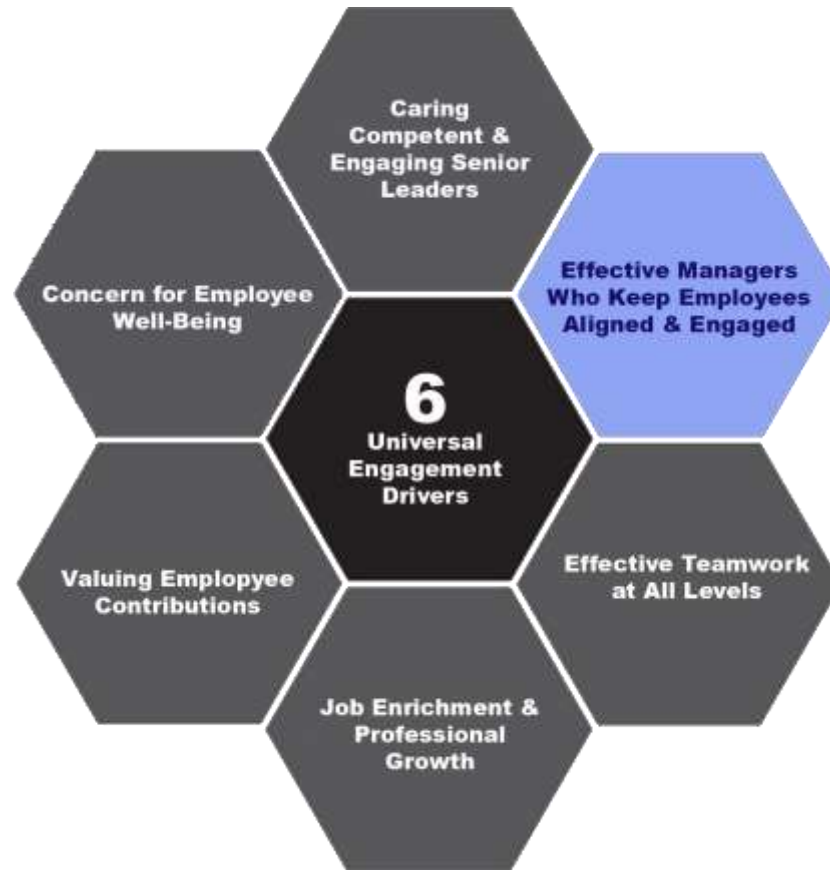 Caring
Competent &
Engaging Senior
Leaders
Effective Managers
Who Keep Employees
Aligned & Engaged
Concern for Employee
Well-Being
6
Universal
Engagement
Drivers
Effective Teamwork
at All Levels
Valuing Emplopyee
Contributions
Job Enrichment &
Professional
Growth